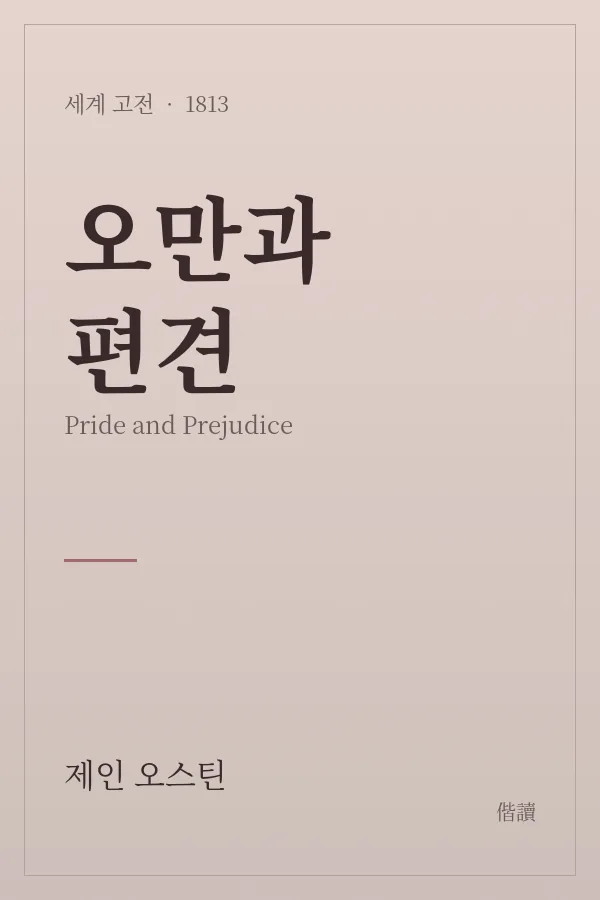 세계 고전 · 1813
오만과
편견
Pride and Prejudice
제인 오스틴
偕讀